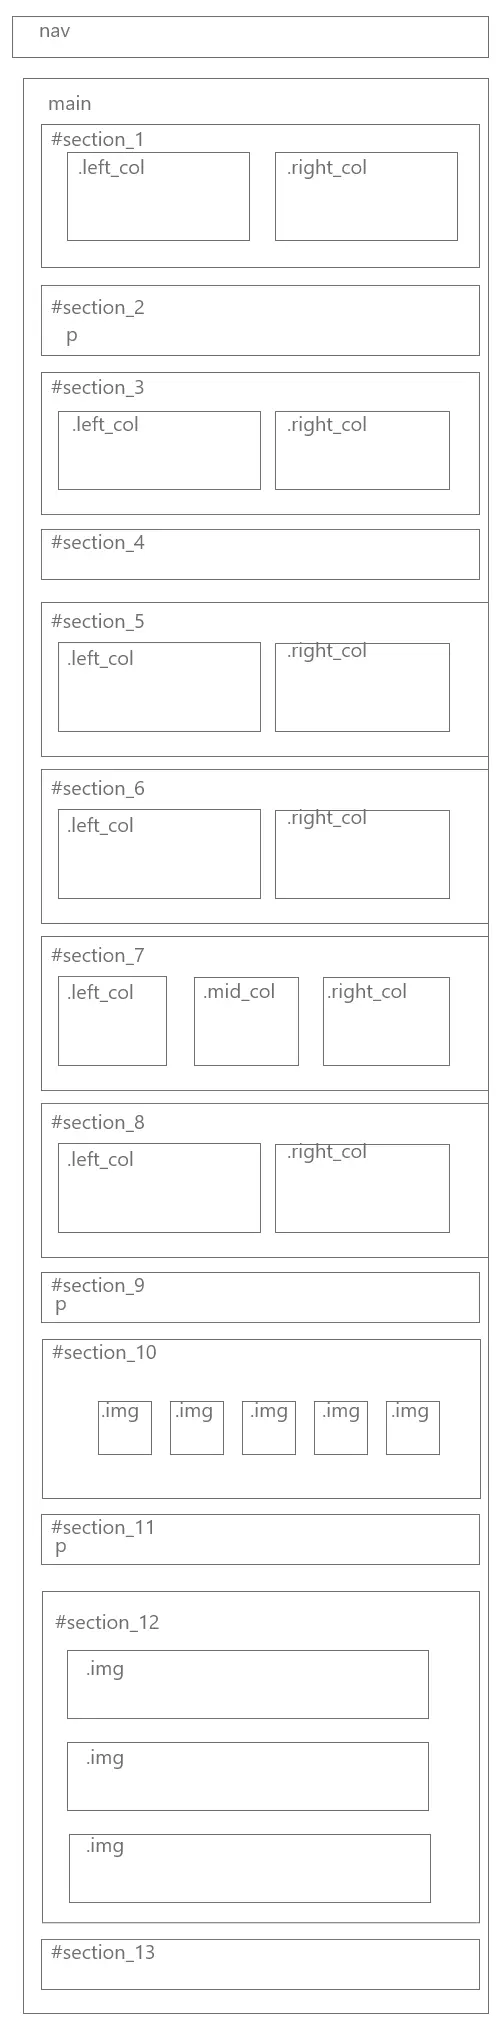 nav
main
#section_1
.left_col .right_col
#section_2
p
#section_3
.left_col .right_col
#section_4
#section_5
.left_col .right_col
#section_6
.left_col .right_col
#section_7
.left_col .mid_col .right_col
#section_8
.left_col .right_col
#section_9
p
#section_10
.img .img .img .img .img
#section_11
p
#section_12
.img
.img
.img
#section_13